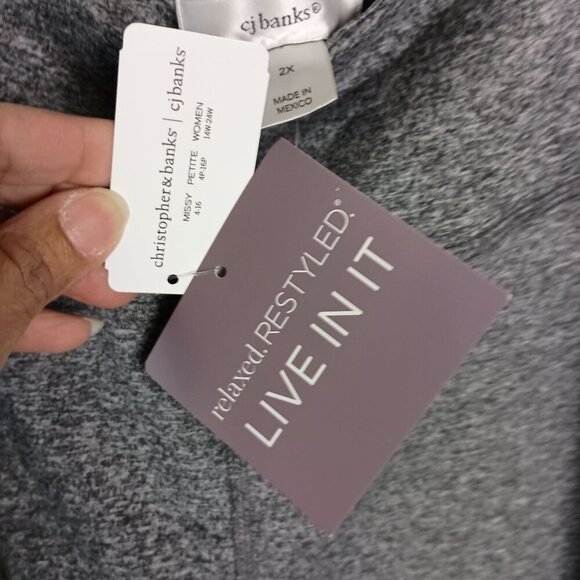 cj banks®
2X
MADE IN
MEXICO
christopher&banks® | cj banks®
MISSY PETITE WOMEN
4-16 4P-16P 14W-24W
relaxed. RESTYLED.®
LIVE IN IT